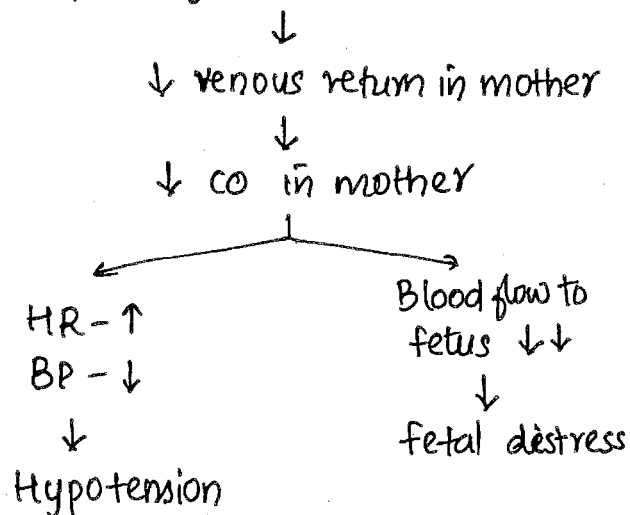 ↓
↓ venous return in mother
↓
↓ CO in mother
HR - ↑
BP - ↓
↓
Hypotension
Blood flow to
fetus ↓↓
↓
fetal distress